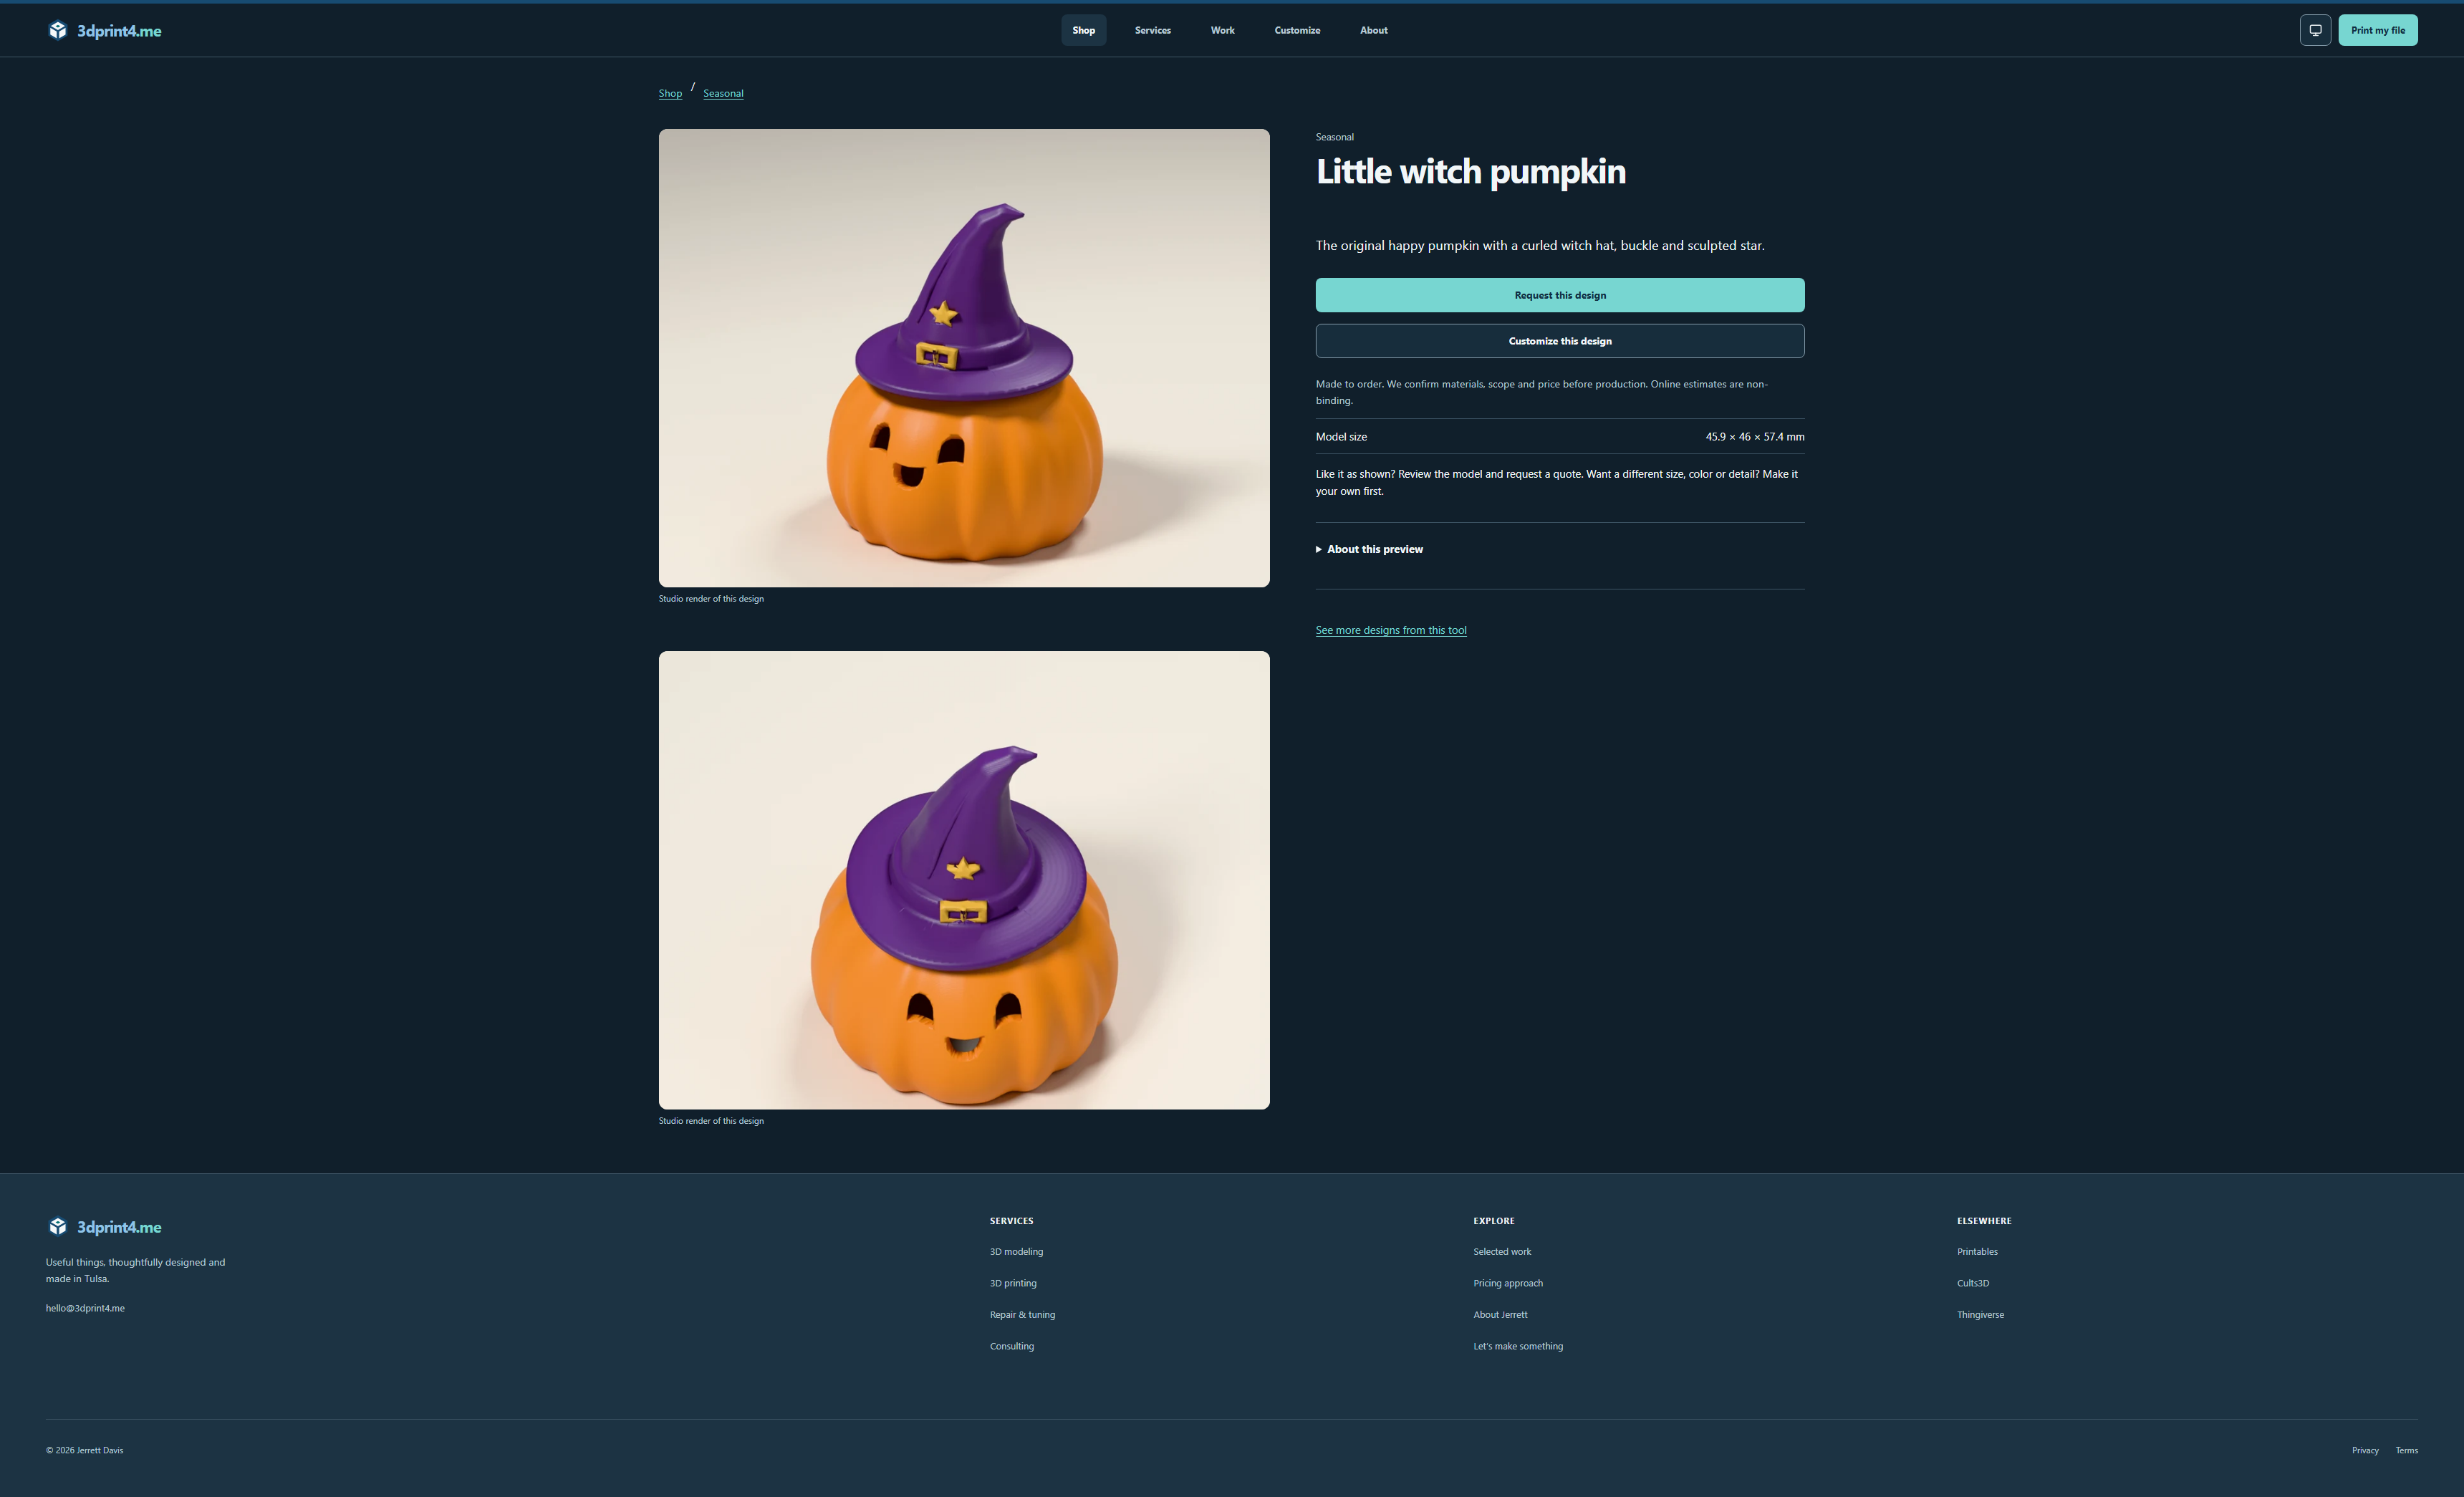 3dprint4.me
Shop
Services
Work
Customize
About
Print my file
Shop / Seasonal
Seasonal
Little witch pumpkin
The original happy pumpkin with a curled witch hat, buckle and sculpted star.
Request this design
Customize this design
Made to order. We confirm materials, scope and price before production. Online estimates are non-
binding.
Model size 45.9 × 46 × 57.4 mm
Like it as shown? Review the model and request a quote. Want a different size, color or detail? Make it
your own first.
About this preview
See more designs from this tool
Studio render of this design
Studio render of this design
3dprint4.me
Useful things, thoughtfully designed and
made in Tulsa.
hello@3dprint4.me
SERVICES
3D modeling
3D printing
Repair & tuning
Consulting
EXPLORE
Selected work
Pricing approach
About Jerrett
Let's make something
ELSEWHERE
Printables
Cults3D
Thingiverse
© 2026 Jerrett Davis
Privacy
Terms